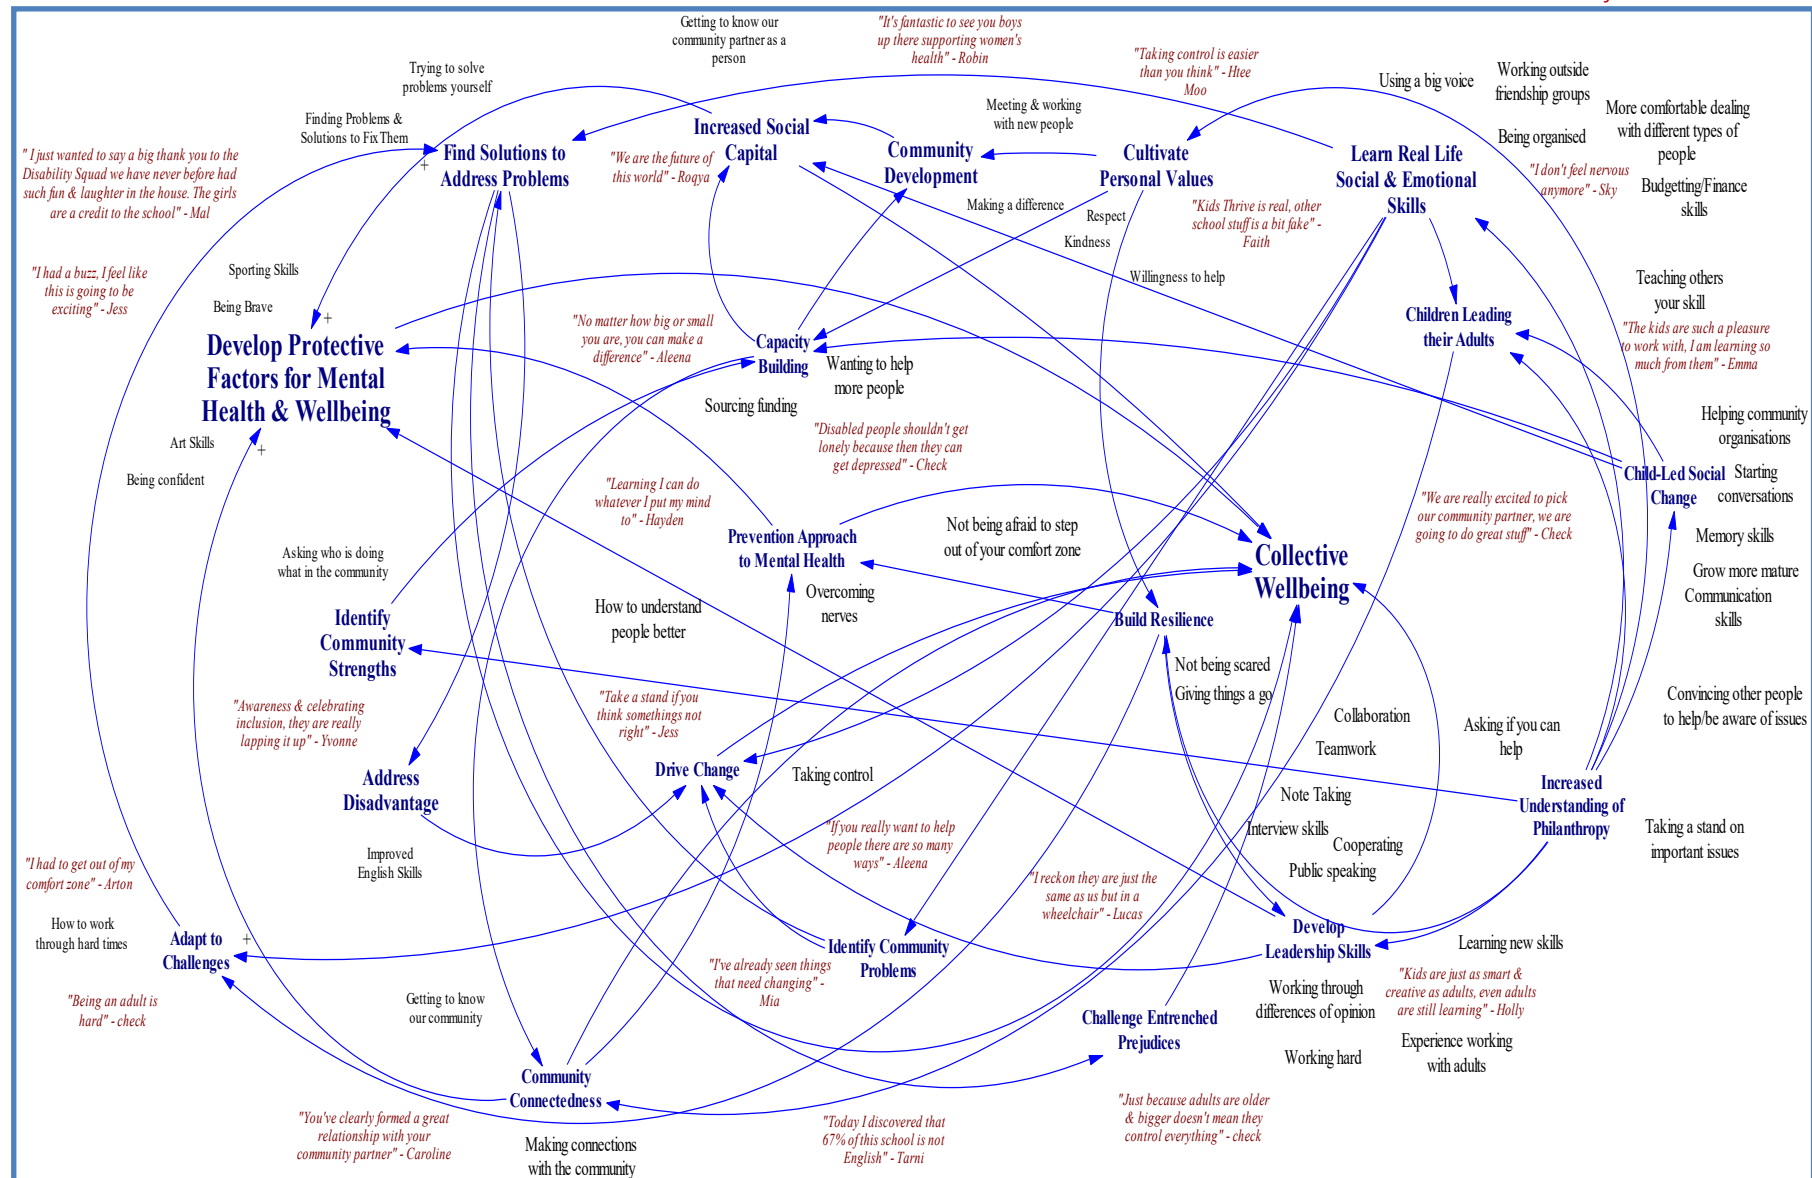 Getting to know our
community partner as a
person
"It's fantastic to see you boys
up there supporting women's
health" - Robin
"Taking control is easier
than you think" - Htee
Moo
Using a big voice
Working outside
friendship groups
Trying to solve
problems yourself
Meeting & working
with new people
More comfortable dealing
with different types of
people
Finding Problems &
Solutions to Fix Them
Being organised
Increased Social
Capital
Community
Development
Cultivate
Personal Values
Learn Real Life
Social & Emotional
Skills
Find Solutions to
Address Problems
+
" I just wanted to say a big thank you to the
Disability Squad we have never before had
such fun & laughter in the house. The girls
are a credit to the school" - Mal
"We are the future of
this world" - Roqya
"I don't feel nervous
anymore" - Sky
Budgetting/Finance
skills
Making a difference
Respect
Kindness
"Kids Thrive is real, other
school stuff is a bit fake" -
Faith
Willingness to help
"I had a buzz, I feel like
this is going to be
exciting" - Jess
Sporting Skills
Being Brave
+
Teaching others
your skill
Children Leading
their Adults
"The kids are such a pleasure
to work with, I am learning so
much from them" - Emma
"No matter how big or small
you are, you can make a
difference" - Aleena
Capacity
Building
Wanting to help
more people
Develop Protective
Factors for Mental
Health & Wellbeing
Sourcing funding
Art Skills
+
Being confident
"Disabled people shouldn't get
lonely because then they can
get depressed" - Check
Helping community
organisations
Child-Led Social
Change
Starting
conversations
"Learning I can do
whatever I put my mind
to" - Hayden
"We are really excited to pick
our community partner, we are
going to do great stuff" - Check
Prevention Approach
to Mental Health
Not being afraid to step
out of your comfort zone
Memory skills
Asking who is doing
what in the community
Collective
Wellbeing
Grow more mature
Communication
skills
Overcoming
nerves
Identify
Community
Strengths
How to understand
people better
Build Resilience
Not being scared
Giving things a go
"Awareness & celebrating
inclusion, they are really
lapping it up" - Yvonne
"Take a stand if you
think somethings not
right" - Jess
Collaboration
Teamwork
Asking if you can
help
Convincing other people
to help/be aware of issues
Address
Disadvantage
Drive Change
Taking control
Increased
Understanding of
Philanthropy
Note Taking
Interview skills
Cooperating
Public speaking
"If you really want to help
people there are so many
ways" - Aleena
Taking a stand on
important issues
Improved
English Skills
"I had to get out of my
comfort zone" - Arton
"I reckon they are just the
same as us but in a
wheelchair" - Lucas
How to work
through hard times
Adapt to
Challenges
+
Identify Community
Problems
Develop
Leadership Skills
Learning new skills
"I've already seen things
that need changing" -
Mia
"Kids are just as smart &
creative as adults, even adults
are still learning" - Holly
"Being an adult is
hard" - check
Getting to know
our community
Working through
differences of opinion
Challenge Entrenched
Prejudices
Working hard
Experience working
with adults
Community
Connectedness
"You've clearly formed a great
relationship with your
community partner" - Caroline
Making connections
with the community
"Today I discovered that
67% of this school is not
English" - Tarni
"Just because adults are older
& bigger doesn't mean they
control everything" - check